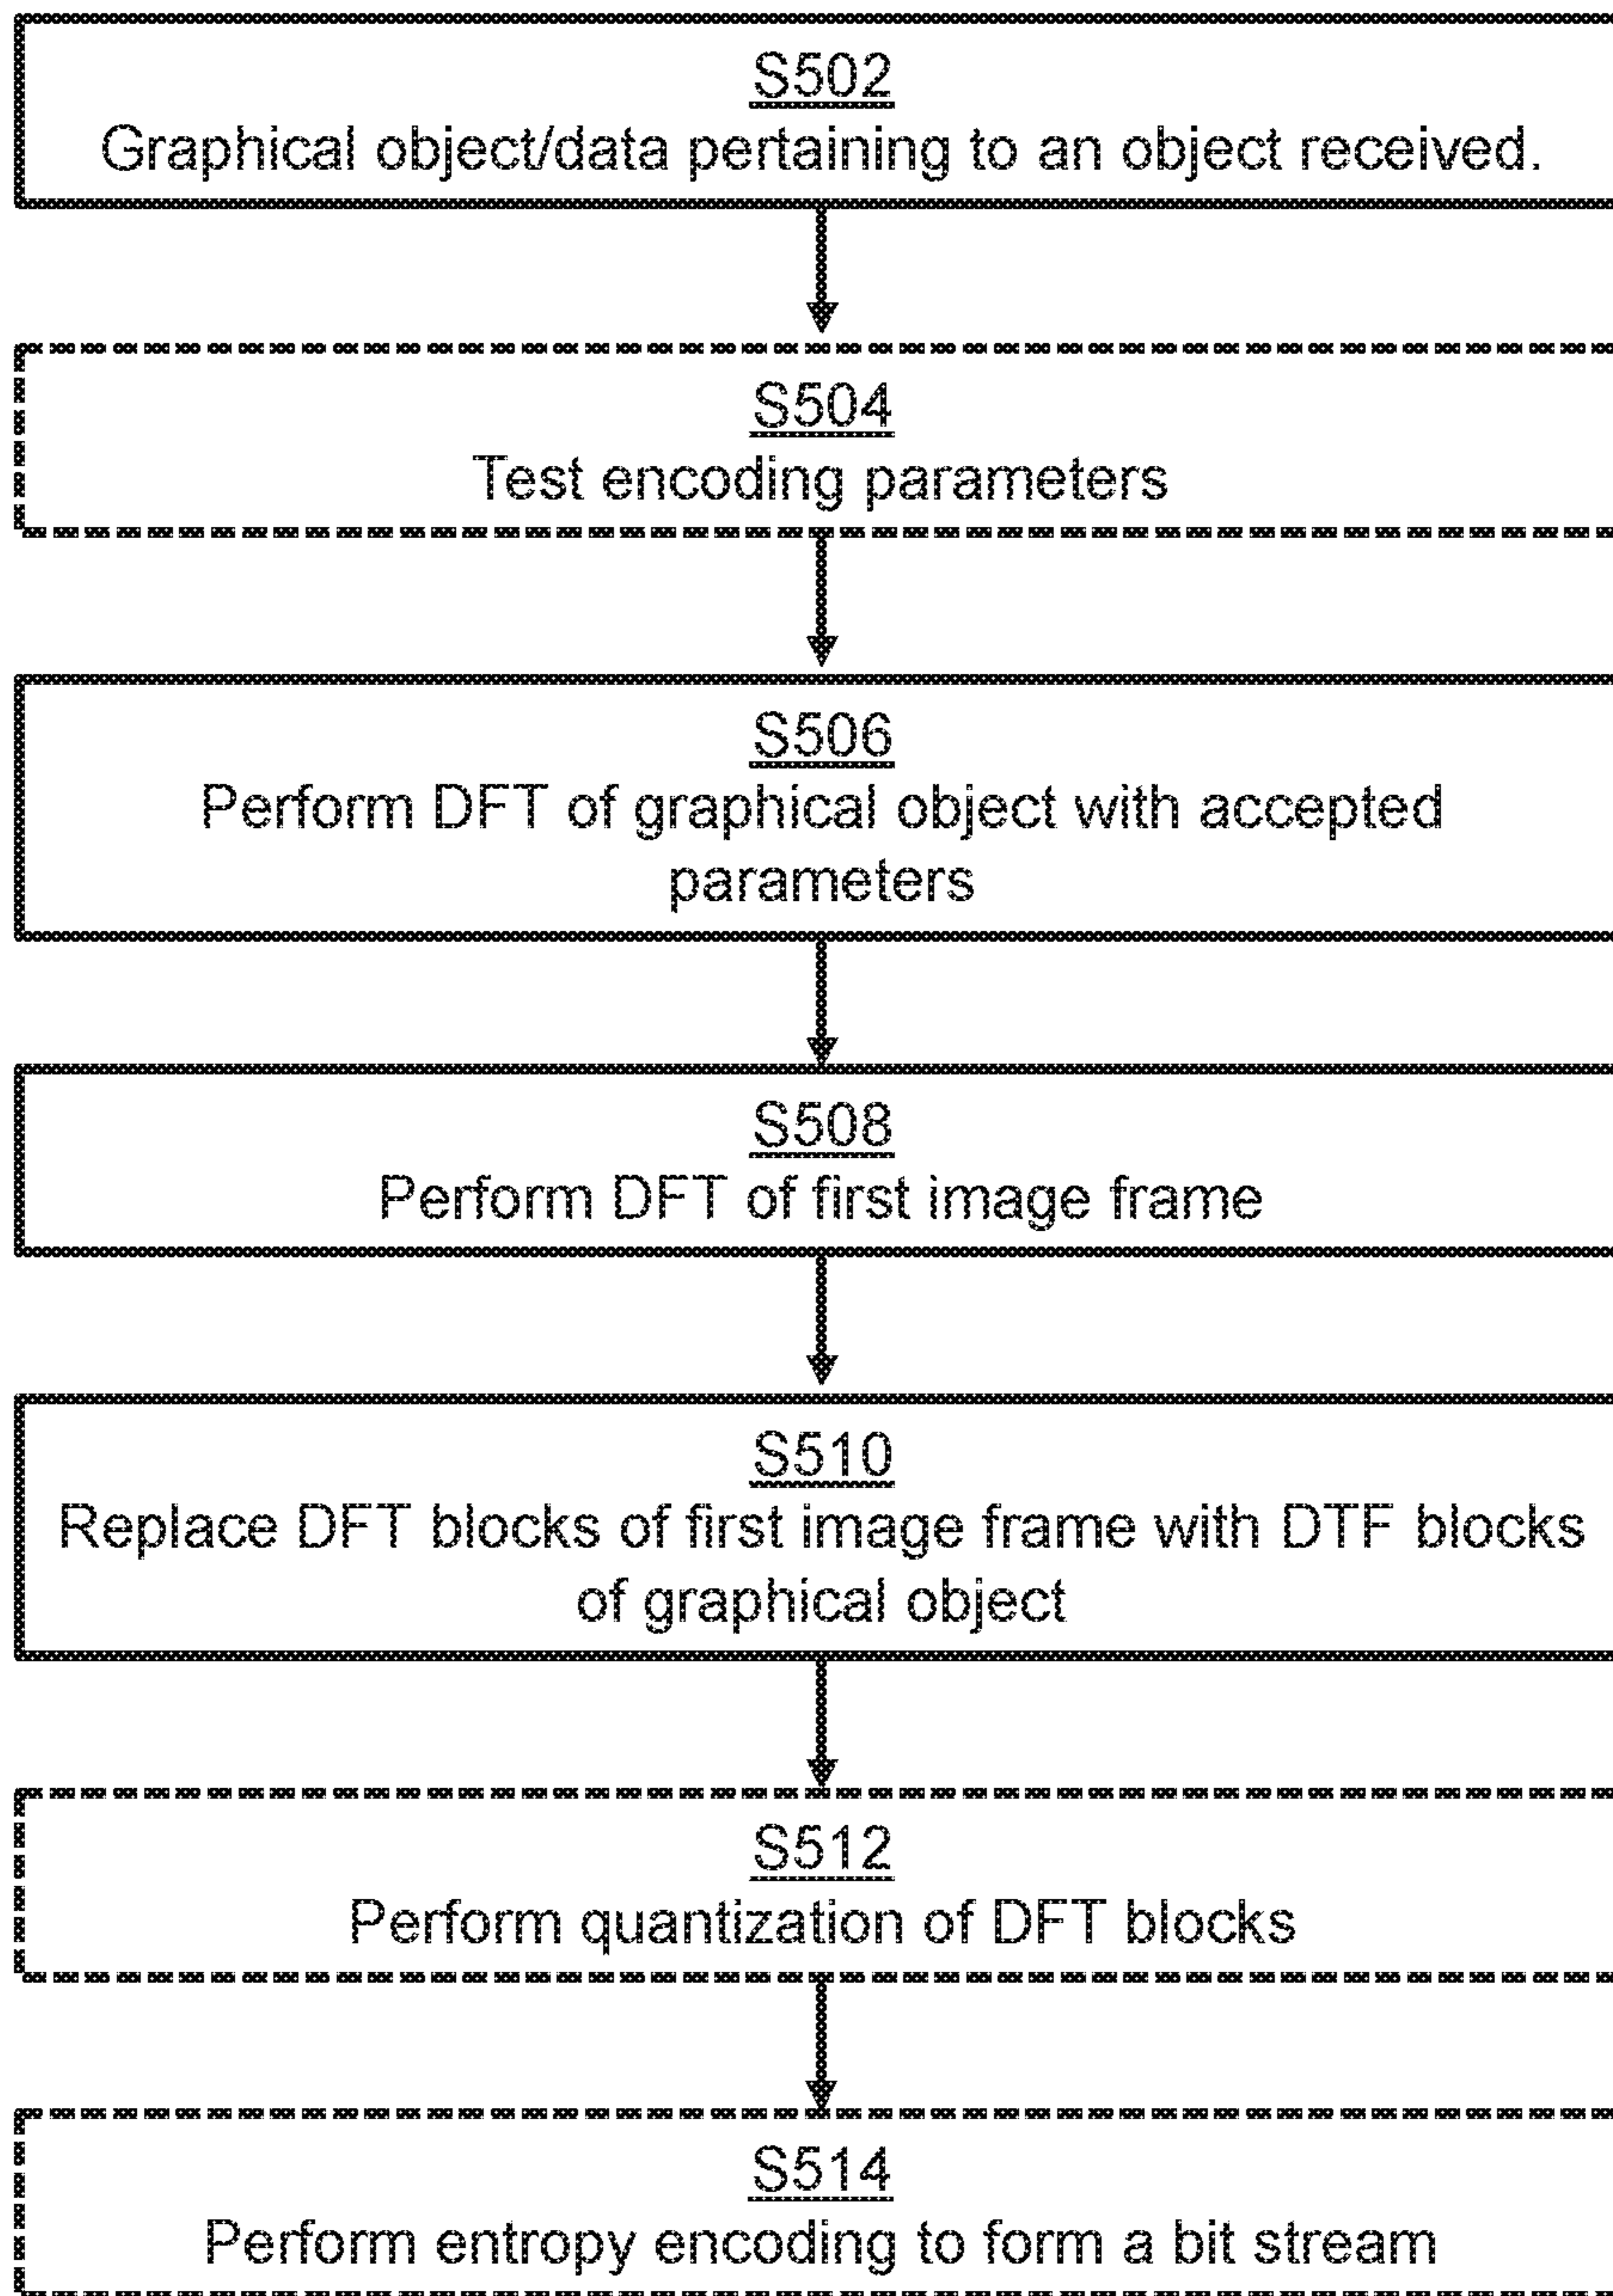 S502
Graphical object/data pertaining to an object received.
S504
Test encoding parameters
S506
Perform DFT of graphical object with accepted
parameters
S508
Perform DFT of first image frame
S510
Replace DFT blocks of first image frame with DTF blocks
of graphical object
S512
Perform quantization of DFT blocks
S514
Perform entropy encoding to form a bit stream